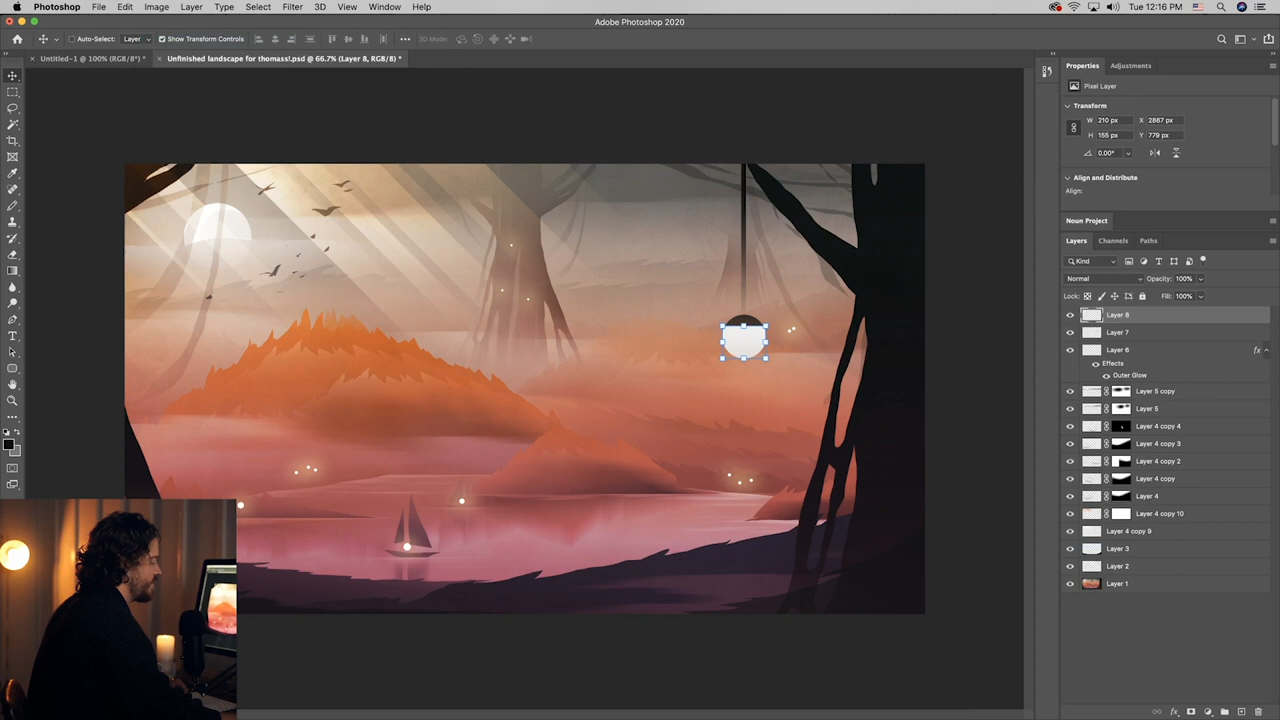 Photoshop File Edit Image Layer Type Select Filter 3D View Window Help Tue 12:16 PM
Adobe Photoshop 2020
Auto-Select: Layer Show Transform Controls 3D Mode:
Untitled-1 @ 100% (RGB/8*) * Unfinished landscape for thomass!.psd @ 66.7% (Layer 8, RGB/8) *
Properties Adjustments
Pixel Layer
Transform
W 210 px X 2867 px
H 155 px Y 779 px
0.00°
Align and Distribute
Align:
Noun Project
Layers Channels Paths
Kind
Normal Opacity: 100%
Lock: Fill: 100%
Layer 8
Layer 7
Layer 6 fx
Effects
Outer Glow
Layer 5 copy
Layer 5
Layer 4 copy 4
Layer 4 copy 3
Layer 4 copy 2
Layer 4 copy
Layer 4
Layer 4 copy 10
Layer 4 copy 9
Layer 3
Layer 2
Layer 1
fx